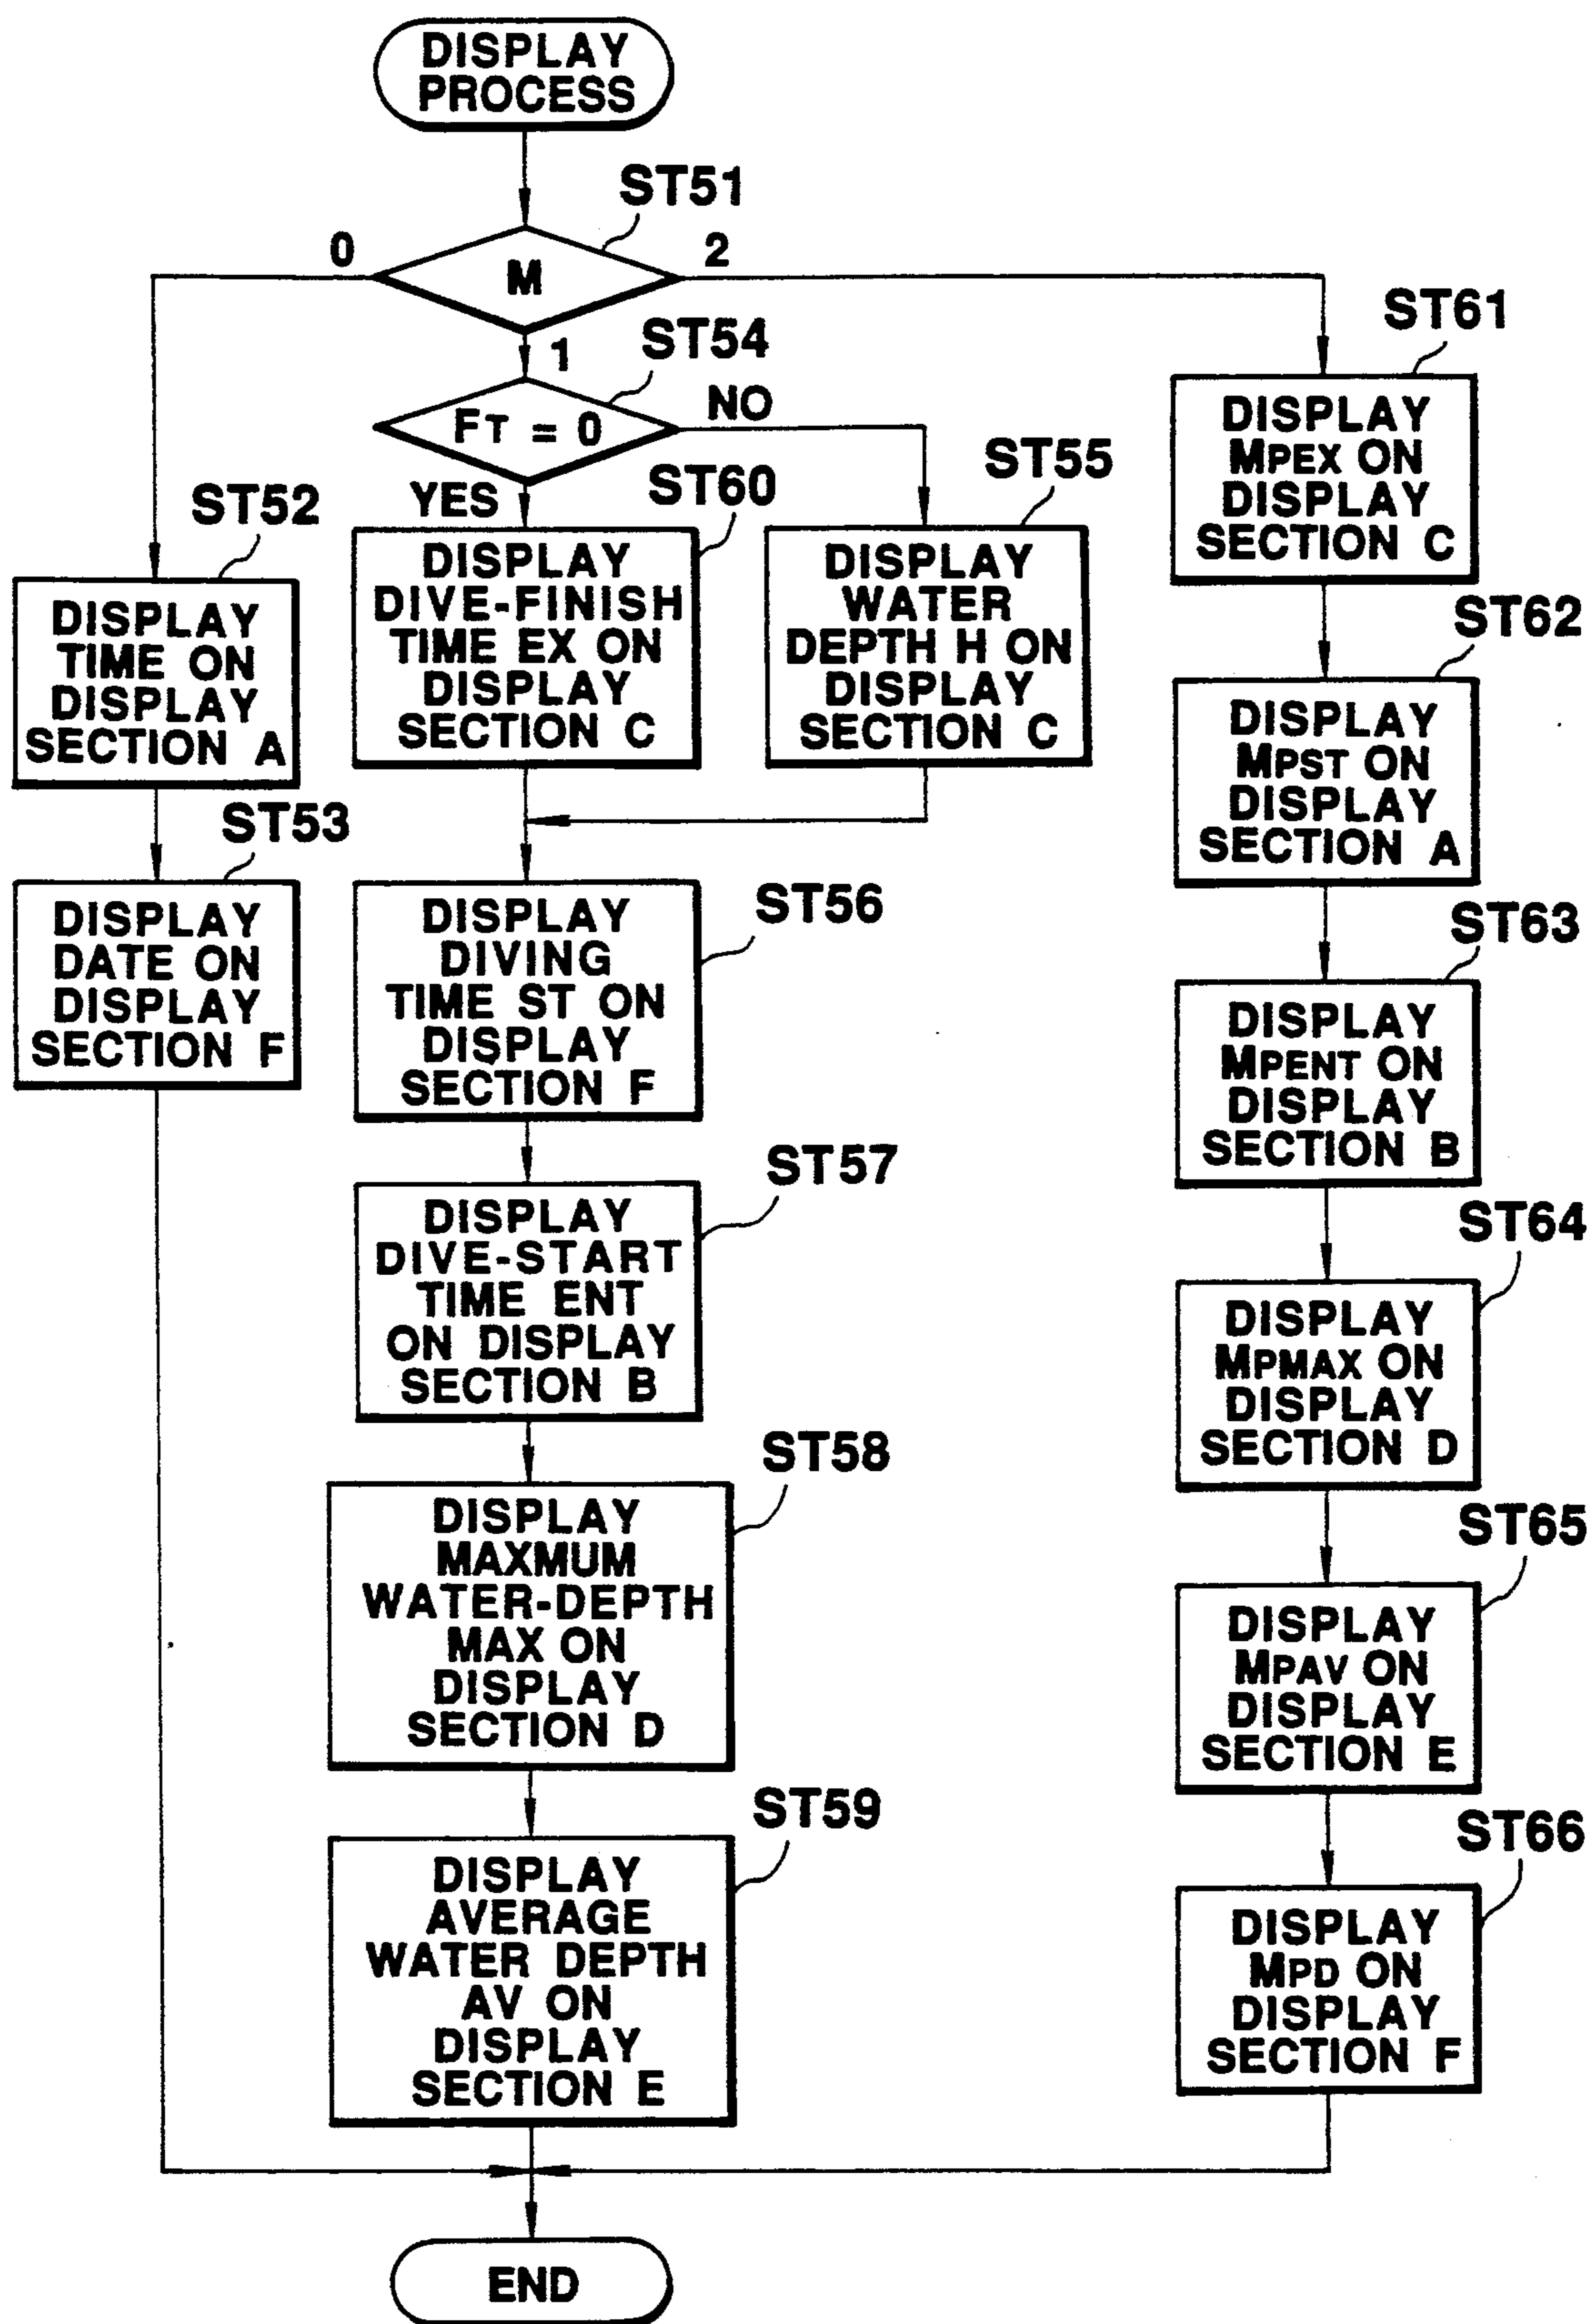 DISPLAY
PROCESS
ST51
0
M
2
1
ST54
FT = 0
NO
YES
ST52
DISPLAY
TIME ON
DISPLAY
SECTION A
ST53
DISPLAY
DATE ON
DISPLAY
SECTION F
ST60
DISPLAY
DIVE-FINISH
TIME EX ON
DISPLAY
SECTION C
ST55
DISPLAY
WATER
DEPTH H ON
DISPLAY
SECTION C
ST56
DISPLAY
DIVING
TIME ST ON
DISPLAY
SECTION F
ST57
DISPLAY
DIVE-START
TIME ENT
ON DISPLAY
SECTION B
ST58
DISPLAY
MAXMUM
WATER-DEPTH
MAX ON
DISPLAY
SECTION D
ST59
DISPLAY
AVERAGE
WATER DEPTH
AV ON
DISPLAY
SECTION E
ST61
DISPLAY
MPEX ON
DISPLAY
SECTION C
ST62
DISPLAY
MPST ON
DISPLAY
SECTION A
ST63
DISPLAY
MPENT ON
DISPLAY
SECTION B
ST64
DISPLAY
MPMAX ON
DISPLAY
SECTION D
ST65
DISPLAY
MPAV ON
DISPLAY
SECTION E
ST66
DISPLAY
MPD ON
DISPLAY
SECTION F
END